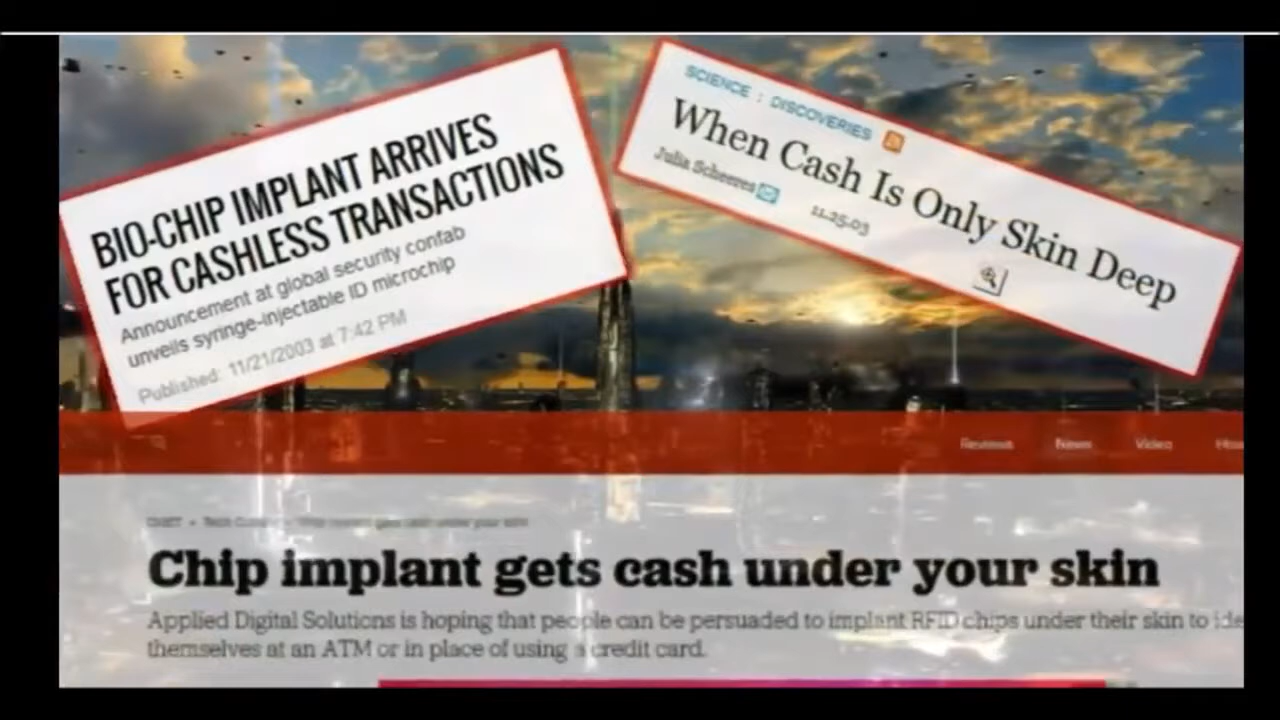 BIO-CHIP IMPLANT ARRIVES
FOR CASHLESS TRANSACTIONS
Announcement at global security confab
unveils syringe-injectable ID microchip
Published: 11/21/2003 at 7:42 PM
SCIENCE : DISCOVERIES
When Cash Is Only Skin Deep
Julia Scheeres
11.25.03
Reviews News Video
Chip implant gets cash under your skin
Applied Digital Solutions is hoping that people can be persuaded to implant RFID chips under their skin to ide
themselves at an ATM or in place of using a credit card.